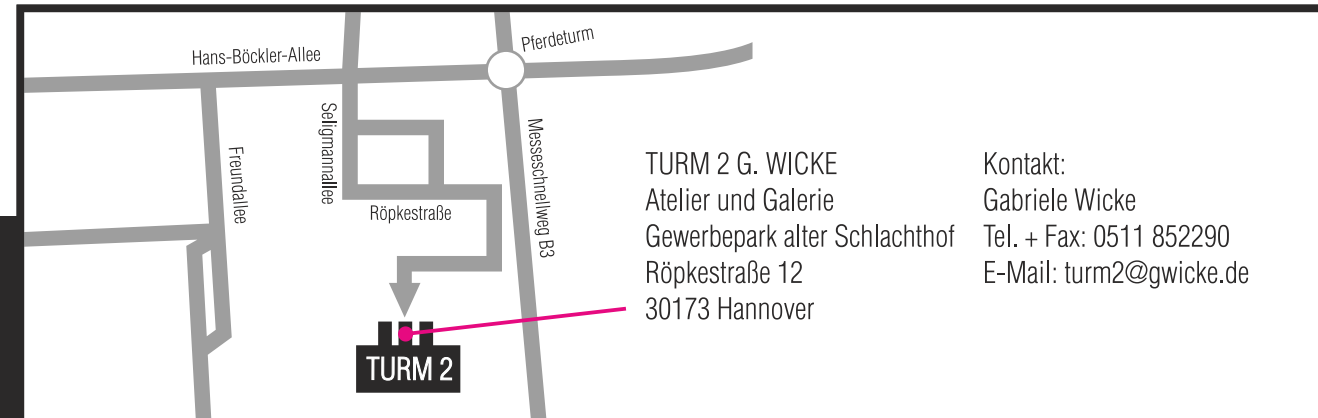 Hans-Böckler-Allee
Pferdeturm
Seligmannallee
Freundallee
Messeschnellweg B3
Röpkestraße
TURM 2
TURM 2 G. WICKE
Atelier und Galerie
Gewerbepark alter Schlachthof
Röpkestraße 12
30173 Hannover
Kontakt:
Gabriele Wicke
Tel. + Fax: 0511 852290
E-Mail: turm2@gwicke.de